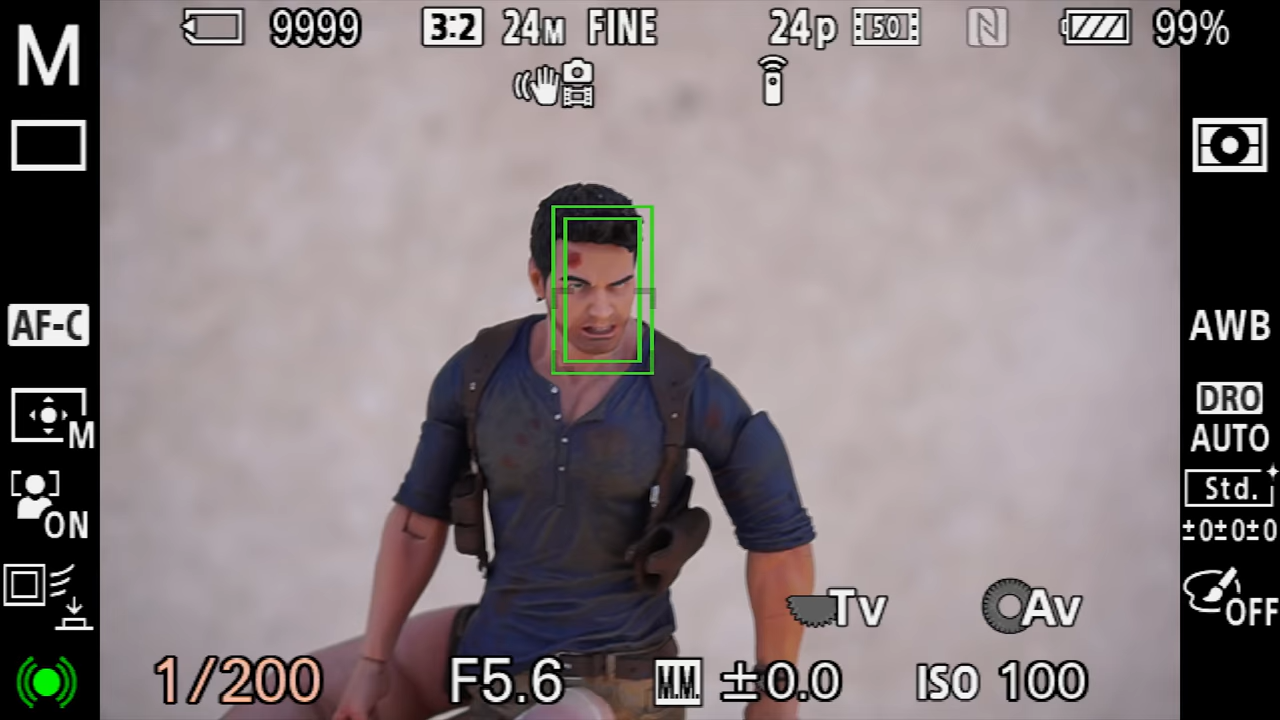 M 9999 3:2 24M FINE 24p 50 N 99%
AF-C
AWB
M
DRO
AUTO
ON
Std.
±0±0±0
Tv Av
OFF
1/200 F5.6 M.M. ±0.0 ISO 100